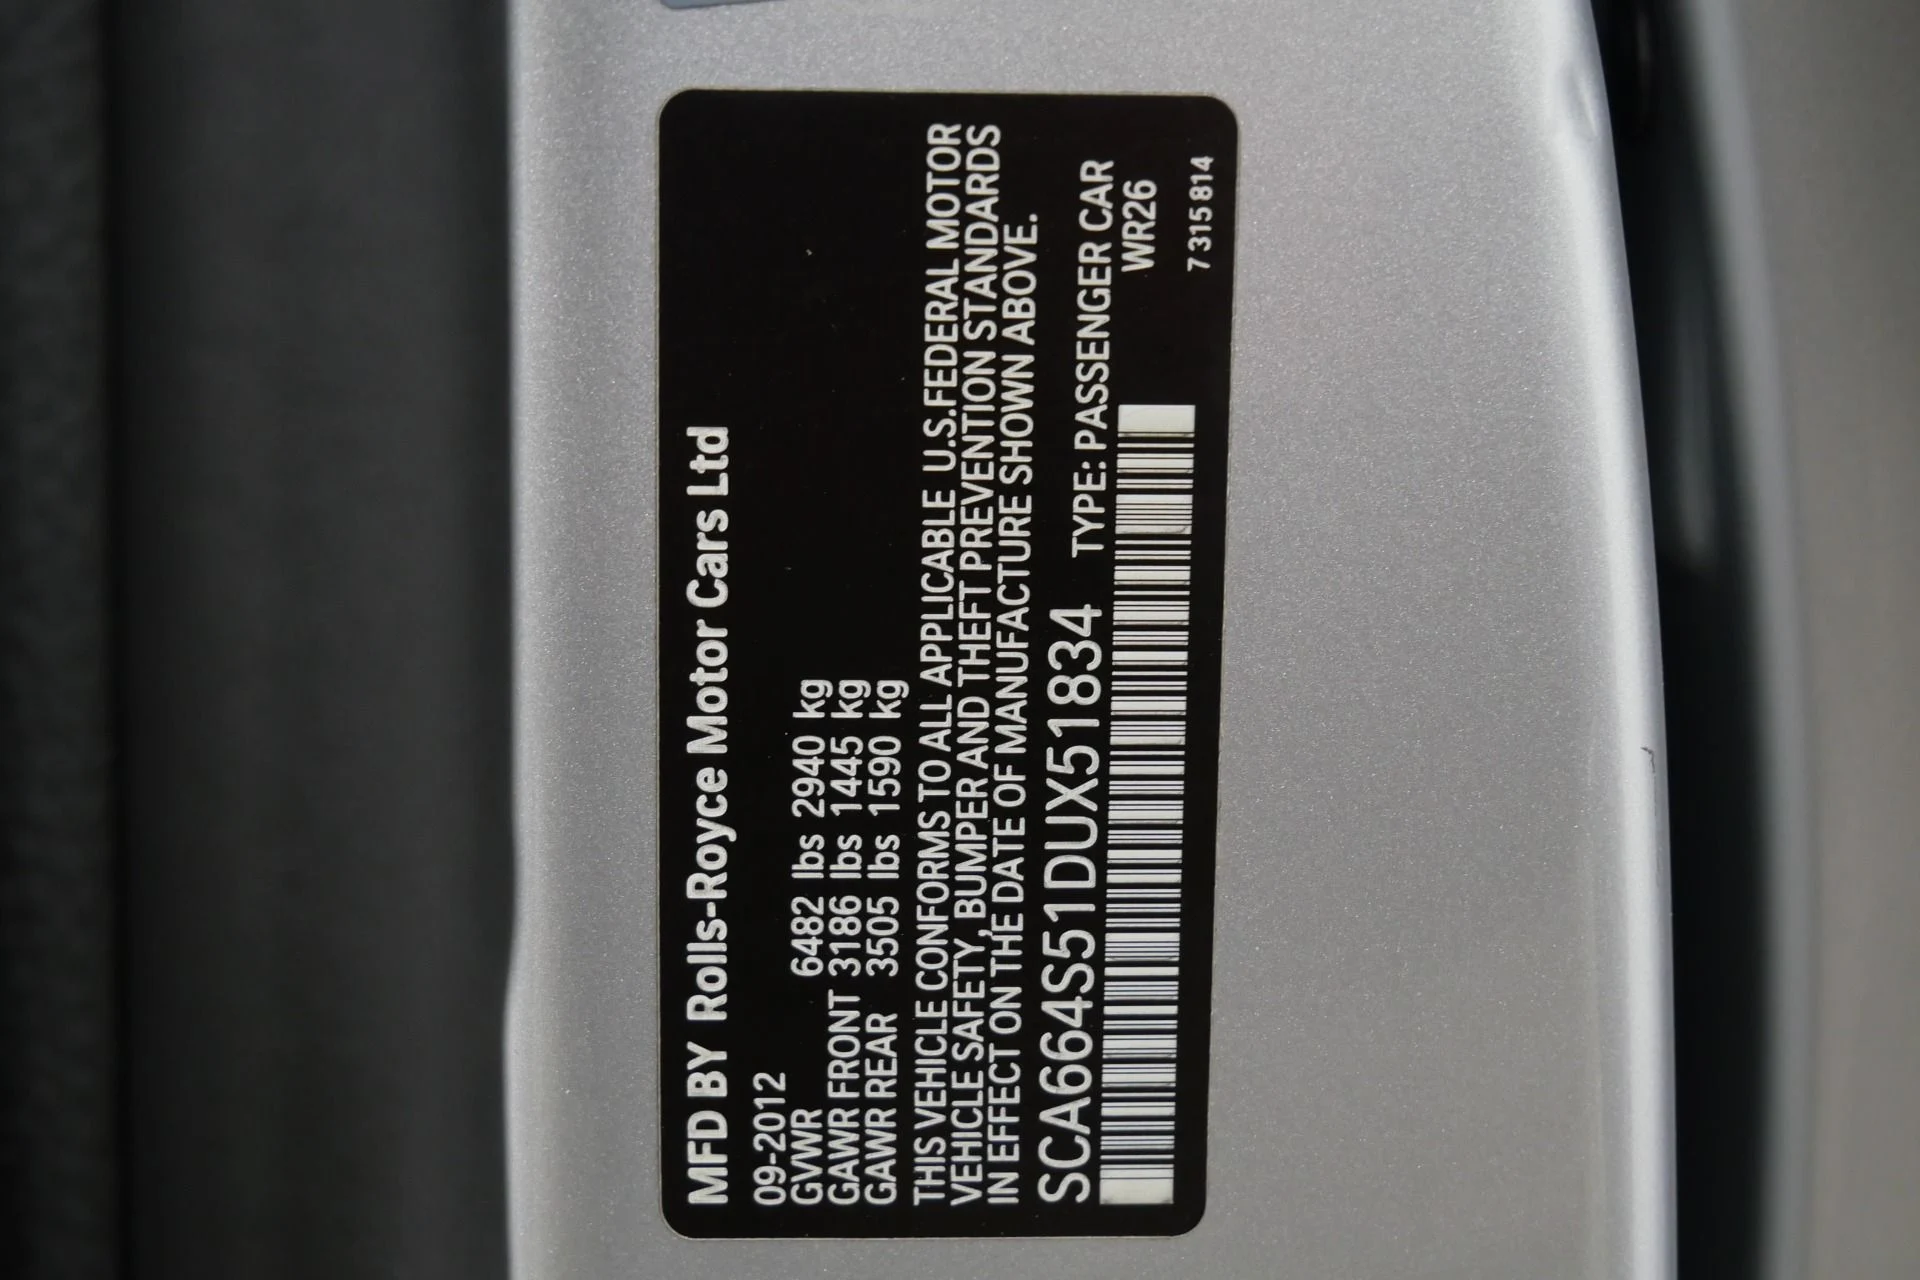 MFD BY Rolls-Royce Motor Cars Ltd
09-2012
GVWR 6482 lbs 2940 kg
GAWR FRONT 3186 lbs 1445 kg
GAWR REAR 3505 lbs 1590 kg
THIS VEHICLE CONFORMS TO ALL APPLICABLE U.S.FEDERAL MOTOR
VEHICLE SAFETY, BUMPER AND THEFT PREVENTION STANDARDS
IN EFFECT ON THE DATE OF MANUFACTURE SHOWN ABOVE.
SCA664S51DUX51834 TYPE: PASSENGER CAR
WR26
7 315 814